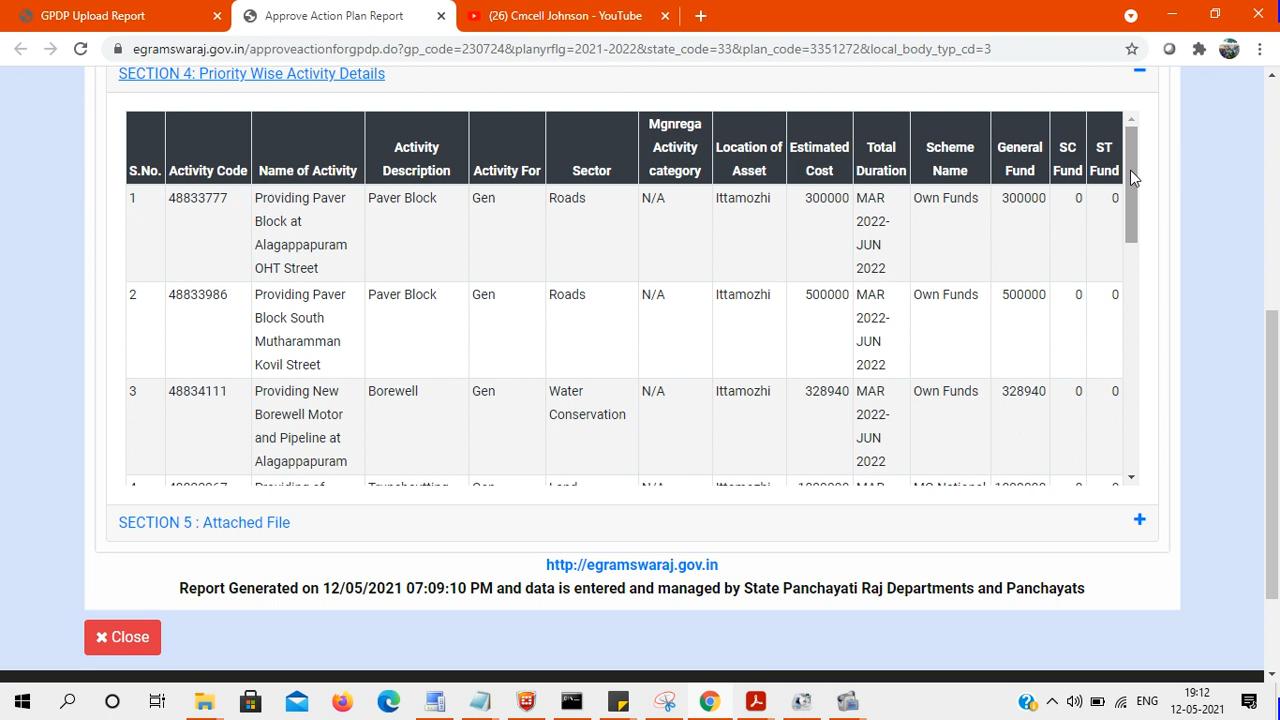 GPDP Upload Report
Approve Action Plan Report
(26) Cmcell Johnson - YouTube
egramswaraj.gov.in/approveactionforgpdp.do?gp_code=230724&planyrflg=2021-2022&state_code=33&plan_code=3351272&local_body_typ_cd=3
SECTION 4: Priority Wise Activity Details
S.No. Activity Code Name of Activity Activity Description Activity For Sector Mgnrega Activity category Location of Asset Estimated Cost Total Duration Scheme Name General Fund SC Fund ST Fund
1 48833777 Providing Paver Block at Alagappapuram OHT Street Paver Block Gen Roads N/A Ittamozhi 300000 MAR 2022- JUN 2022 Own Funds 300000 0 0
2 48833986 Providing Paver Block South Mutharamman Kovil Street Paver Block Gen Roads N/A Ittamozhi 500000 MAR 2022- JUN 2022 Own Funds 500000 0 0
3 48834111 Providing New Borewell Motor and Pipeline at Alagappapuram Borewell Gen Water Conservation N/A Ittamozhi 328940 MAR 2022- JUN 2022 Own Funds 328940 0 0
SECTION 5 : Attached File
http://egramswaraj.gov.in
Report Generated on 12/05/2021 07:09:10 PM and data is entered and managed by State Panchayati Raj Departments and Panchayats
Close
ENG
19:12
12-05-2021